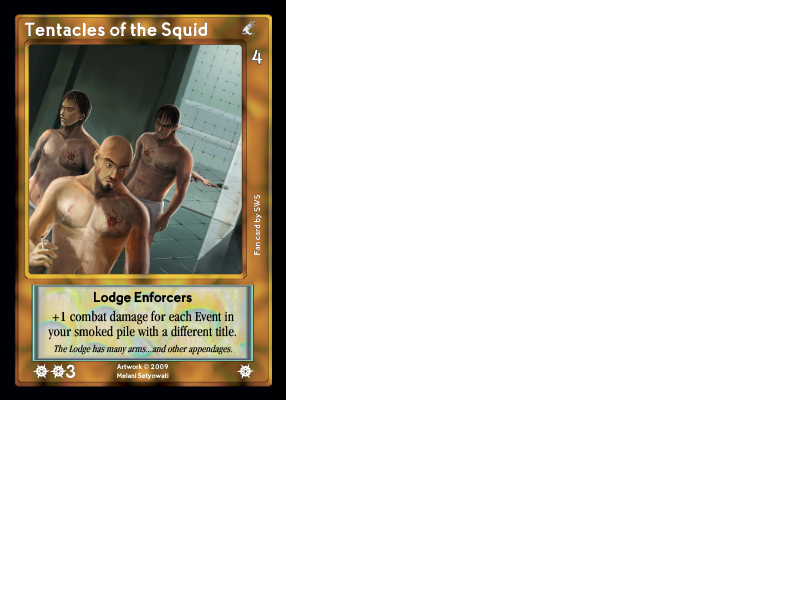 Tentacles of the Squid
4
Fan card by SWS
Lodge Enforcers
+1 combat damage for each Event in
your smoked pile with a different title.
The Lodge has many arms...and other appendages.
3
Artwork © 2009
Melani Setyowati